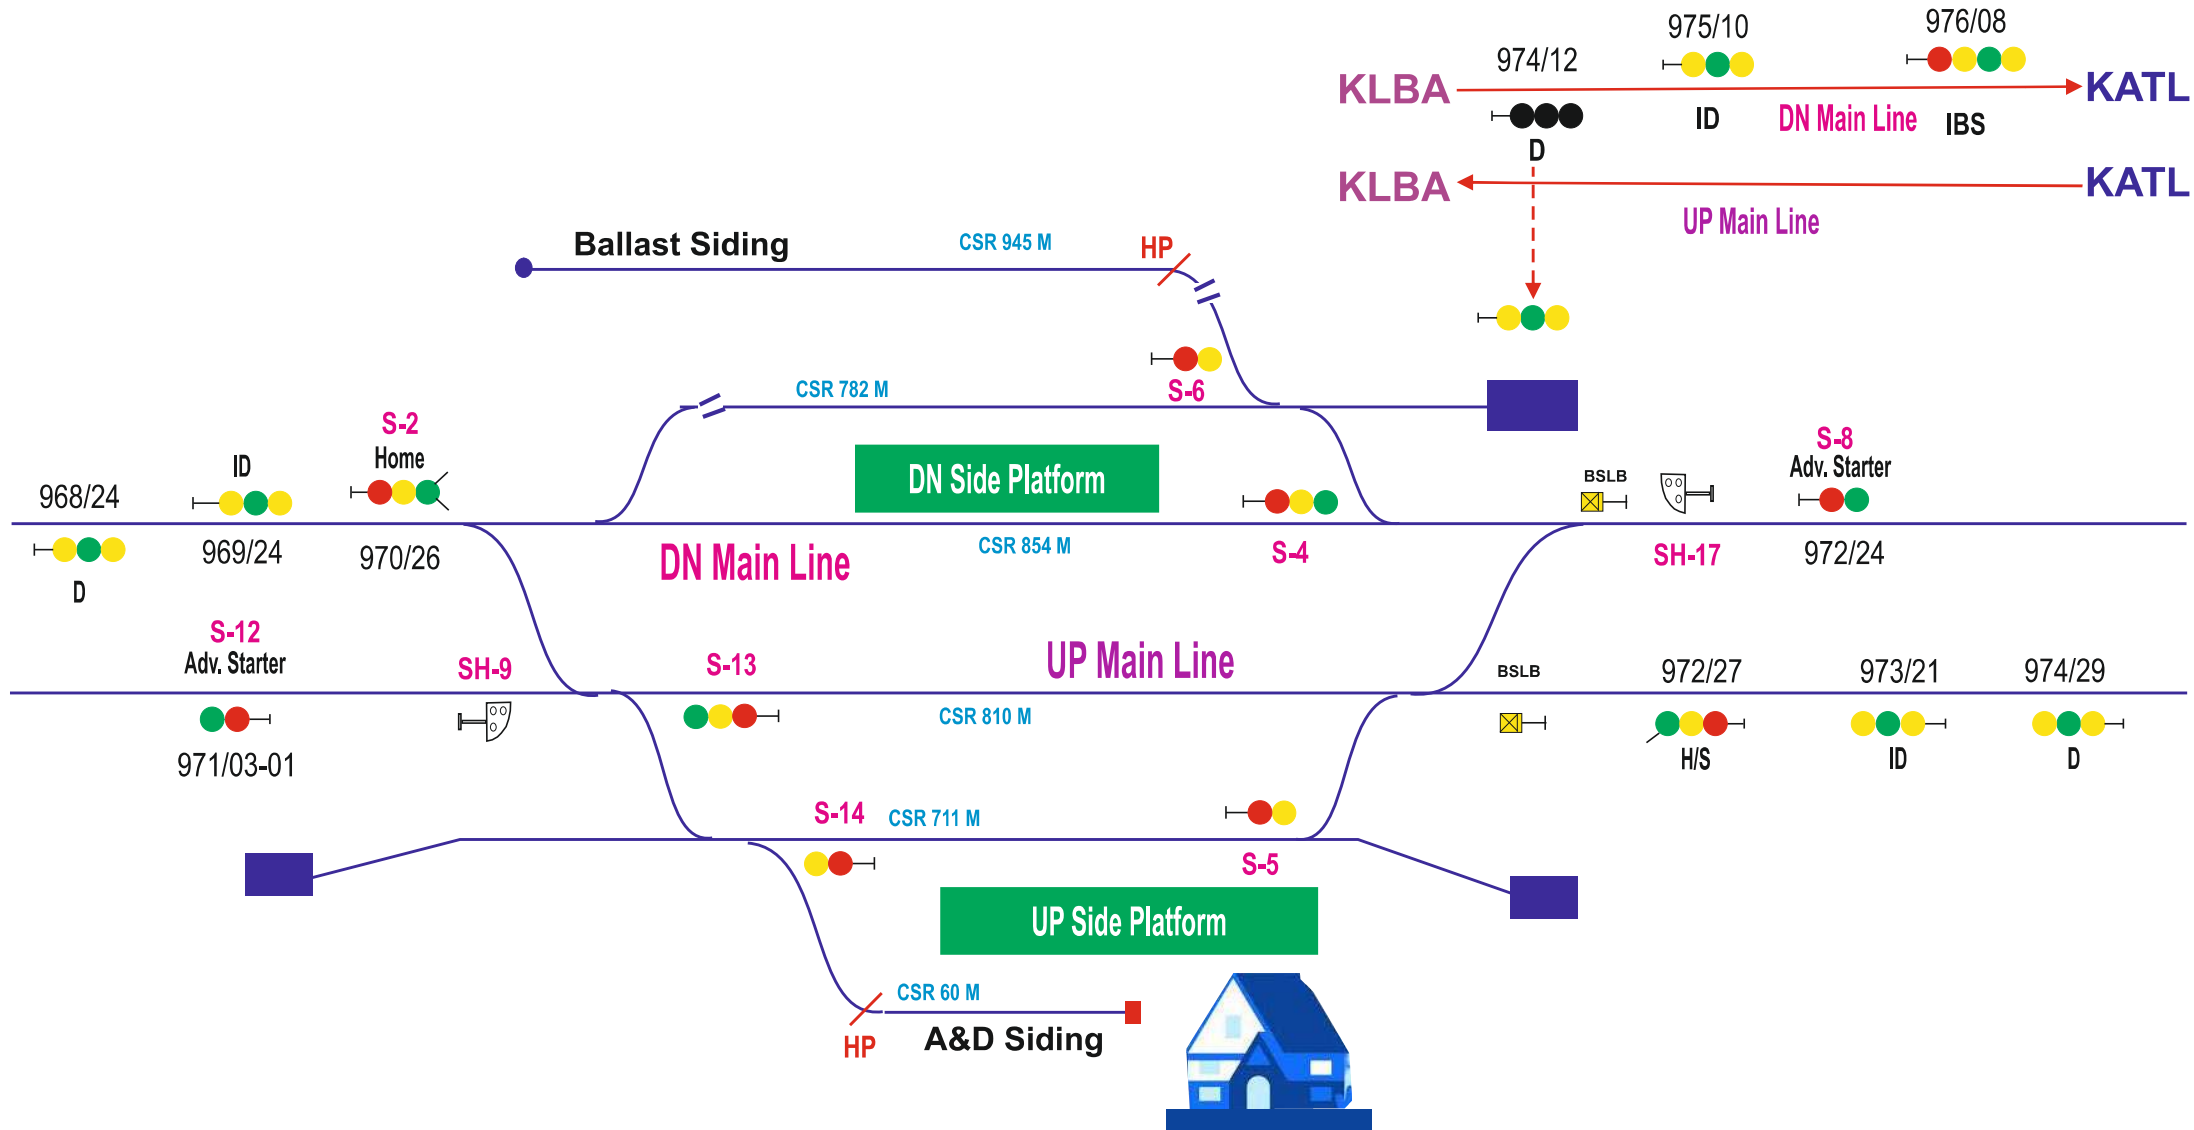 974/12
975/10
976/08
KLBA
KATL
D
ID
DN Main Line
IBS
KLBA
KATL
UP Main Line
Ballast Siding
CSR 945 M
HP
S-6
CSR 782 M
DN Side Platform
968/24
D
ID
969/24
S-2
Home
970/26
DN Main Line
CSR 854 M
S-4
BSLB
SH-17
S-8
Adv. Starter
972/24
S-12
Adv. Starter
971/03-01
SH-9
S-13
UP Main Line
CSR 810 M
BSLB
972/27
H/S
973/21
ID
974/29
D
S-14
CSR 711 M
S-5
UP Side Platform
CSR 60 M
HP
A&D Siding